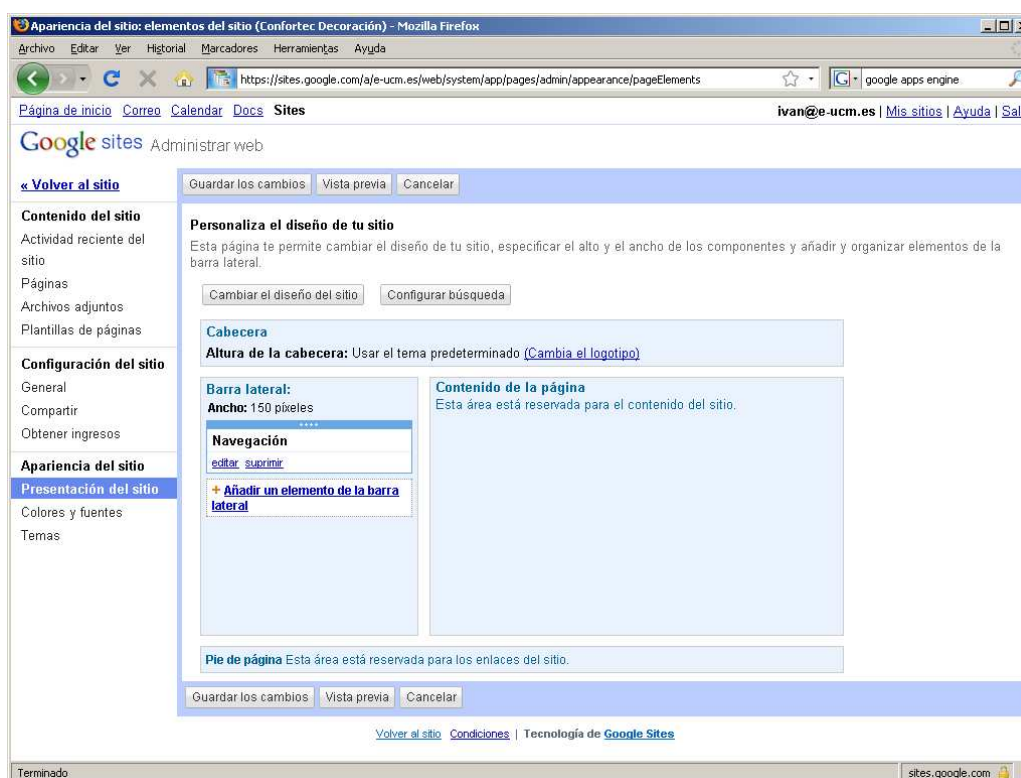 Apariencia del sitio: elementos del sitio (Confortec Decoración) - Mozilla Firefox
Archivo Editar Ver Historial Marcadores Herramientas Ayuda
https://sites.google.com/a/e-ucm.es/web/system/app/pages/admin/appearance/pageElements
google apps engine
Página de inicio Correo Calendar Docs Sites
ivan@e-ucm.es | Mis sitios | Ayuda | Sal
Google sites Administrar web
« Volver al sitio
Guardar los cambios Vista previa Cancelar
Contenido del sitio
Actividad reciente del
sitio
Páginas
Archivos adjuntos
Plantillas de páginas
Configuración del sitio
General
Compartir
Obtener ingresos
Apariencia del sitio
Presentación del sitio
Colores y fuentes
Temas
Personaliza el diseño de tu sitio
Esta página te permite cambiar el diseño de tu sitio, especificar el alto y el ancho de los componentes y añadir y organizar elementos de la
barra lateral.
Cambiar el diseño del sitio Configurar búsqueda
Cabecera
Altura de la cabecera: Usar el tema predeterminado (Cambia el logotipo)
Barra lateral:
Ancho: 150 píxeles
Navegación
editar suprimir
+ Añadir un elemento de la barra
lateral
Contenido de la página
Esta área está reservada para el contenido del sitio.
Pie de página Esta área está reservada para los enlaces del sitio.
Guardar los cambios Vista previa Cancelar
Volver al sitio Condiciones | Tecnología de Google Sites
Terminado
sites.google.com